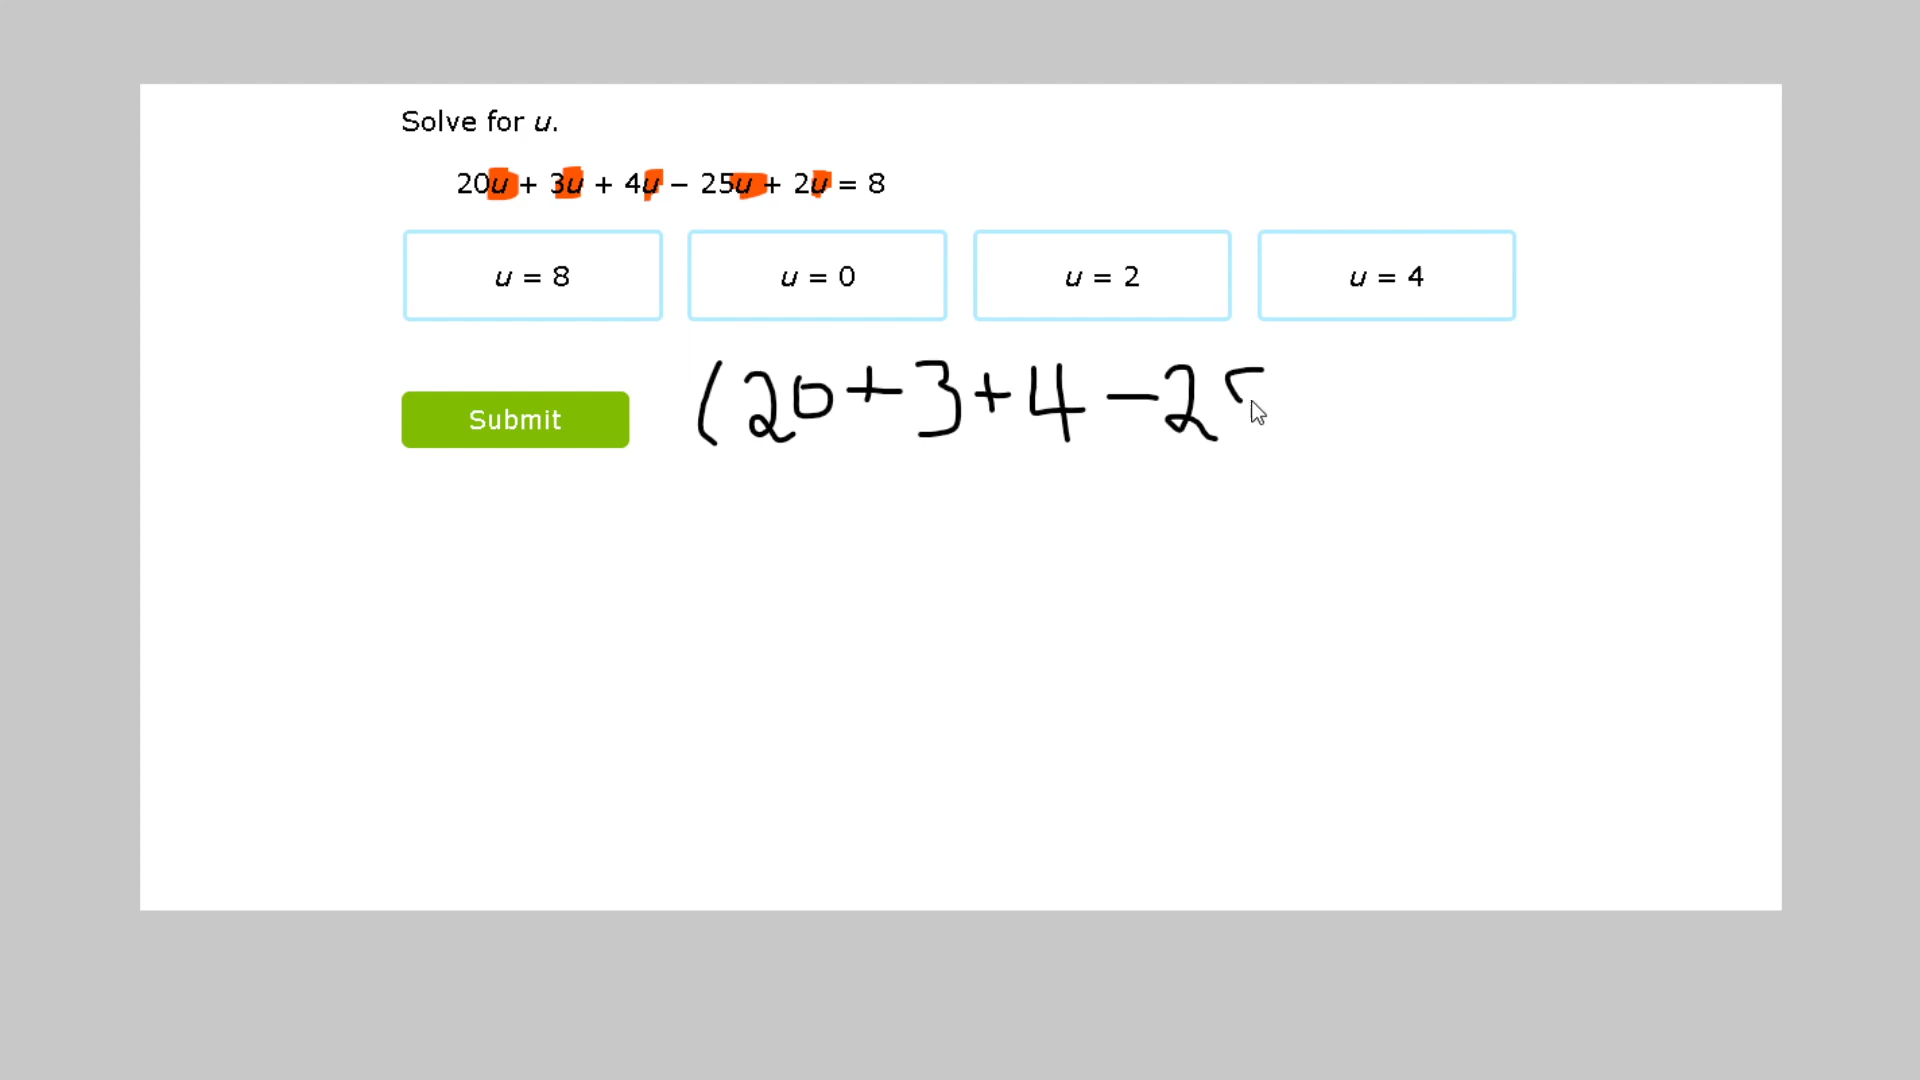 Solve for u.
20u + 3u + 4u − 25u + 2u = 8
u = 8
u = 0
u = 2
u = 4
Submit
(20+3+4−25